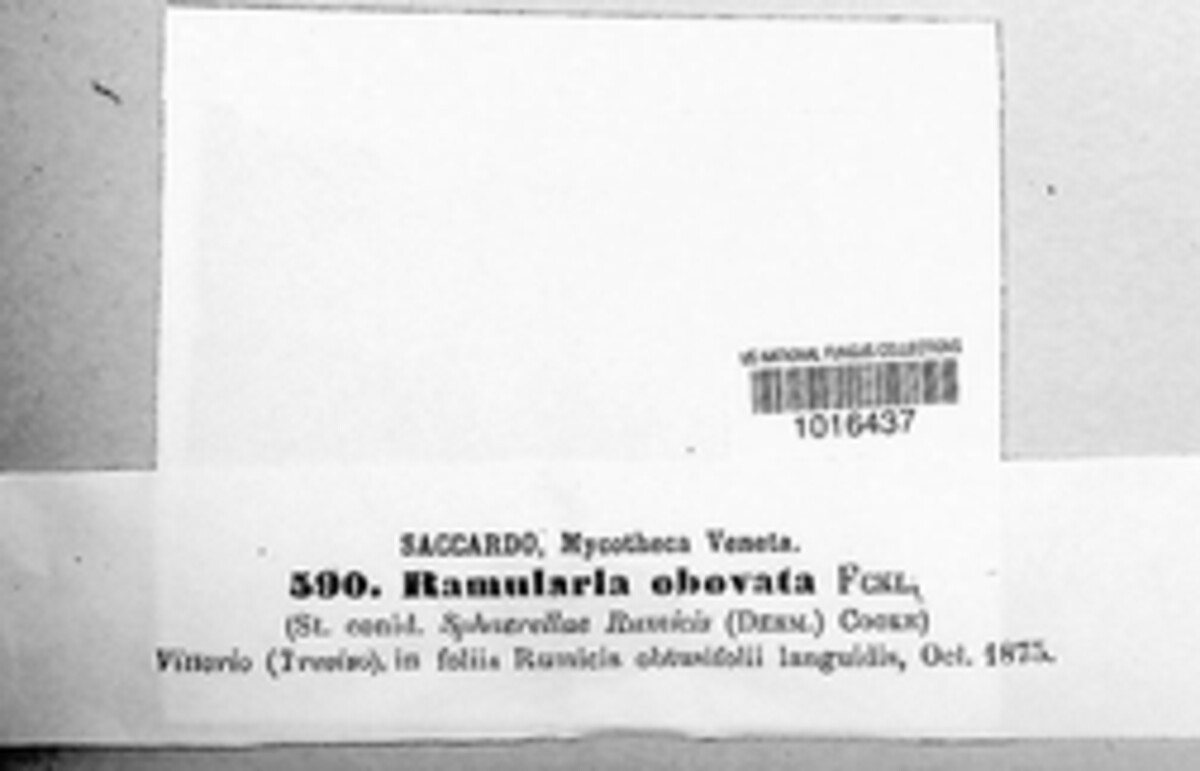 US NATIONAL FUNGUS COLLECTIONS
1016437
SACCARDO, Mycotheca Veneta.
590. Ramularia obovata FCKL,
(St. conid. Sphaerellae Rumicis (DESM.) COOKE)
Vittorio (Treviso), in foliis Rumicis obtusifolii languidis, Oct. 1875.